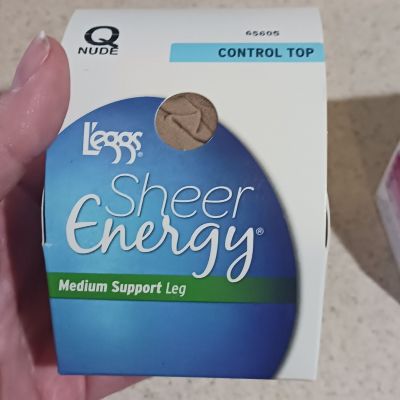 Q
NUDE
65605
CONTROL TOP
L'eggs®
Sheer
Energy®
Medium Support Leg